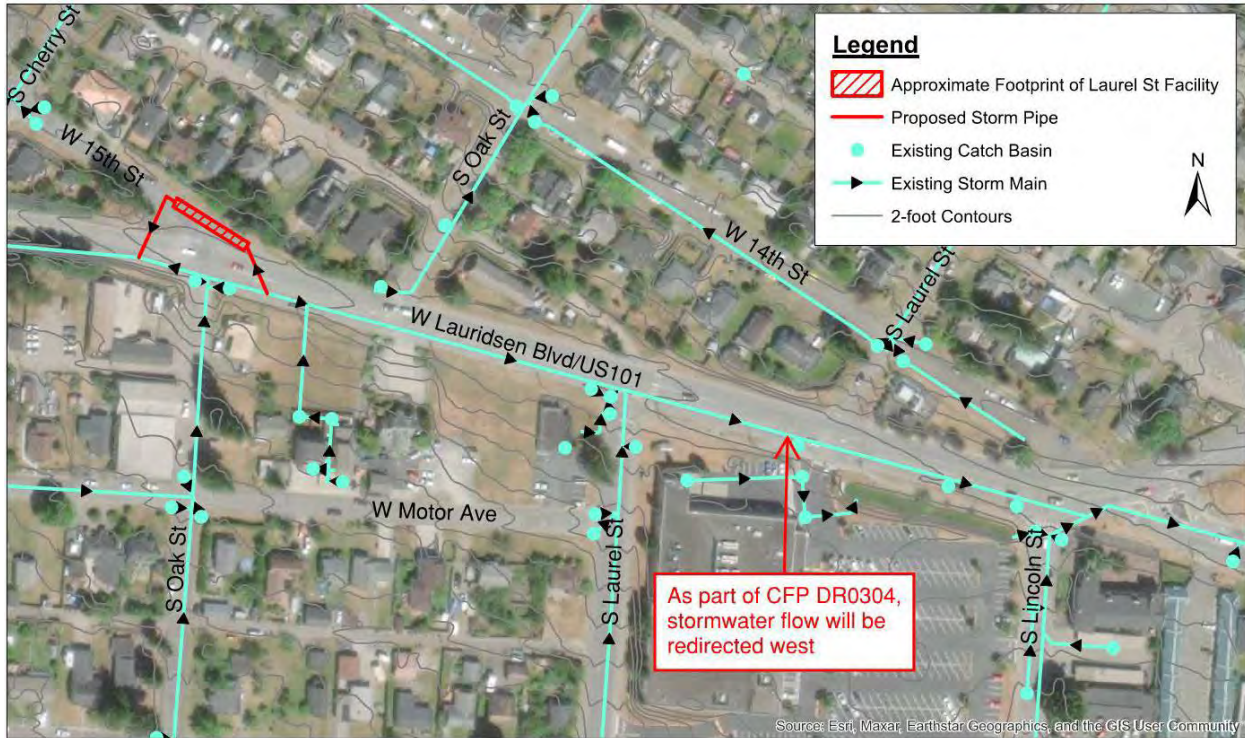 S Cherry St
W 15th St
S Oak St
W 14th St
S Laurel St
W Lauridsen Blvd/US101
W Motor Ave
S Oak St
S Laurel St
S Lincoln St
Legend
Approximate Footprint of Laurel St Facility
Proposed Storm Pipe
Existing Catch Basin
Existing Storm Main
2-foot Contours
N
As part of CFP DR0304,
stormwater flow will be
redirected west
Source: Esri, Maxar, Earthstar Geographics, and the GIS User Community